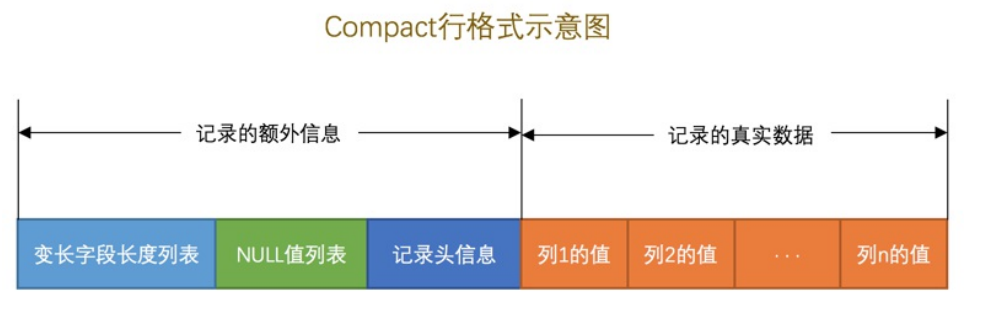 Compact行格式示意图
记录的额外信息
记录的真实数据
变长字段长度列表
NULL值列表
记录头信息
列1的值
列2的值
...
列n的值